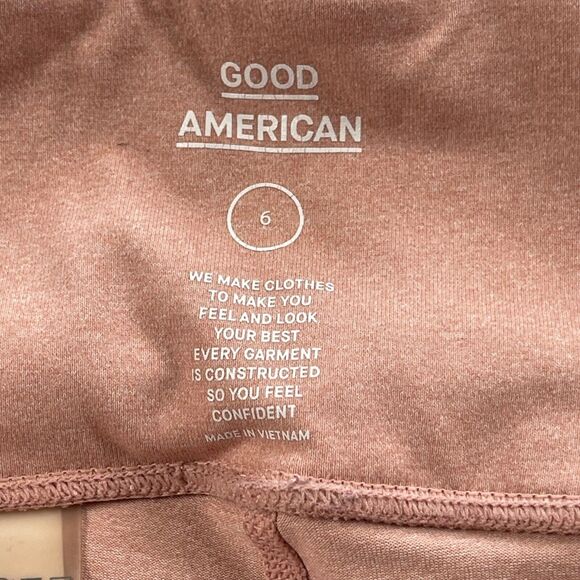 GOOD
AMERICAN
6
WE MAKE CLOTHES
TO MAKE YOU
FEEL AND LOOK
YOUR BEST
EVERY GARMENT
IS CONSTRUCTED
SO YOU FEEL
CONFIDENT
MADE IN VIETNAM